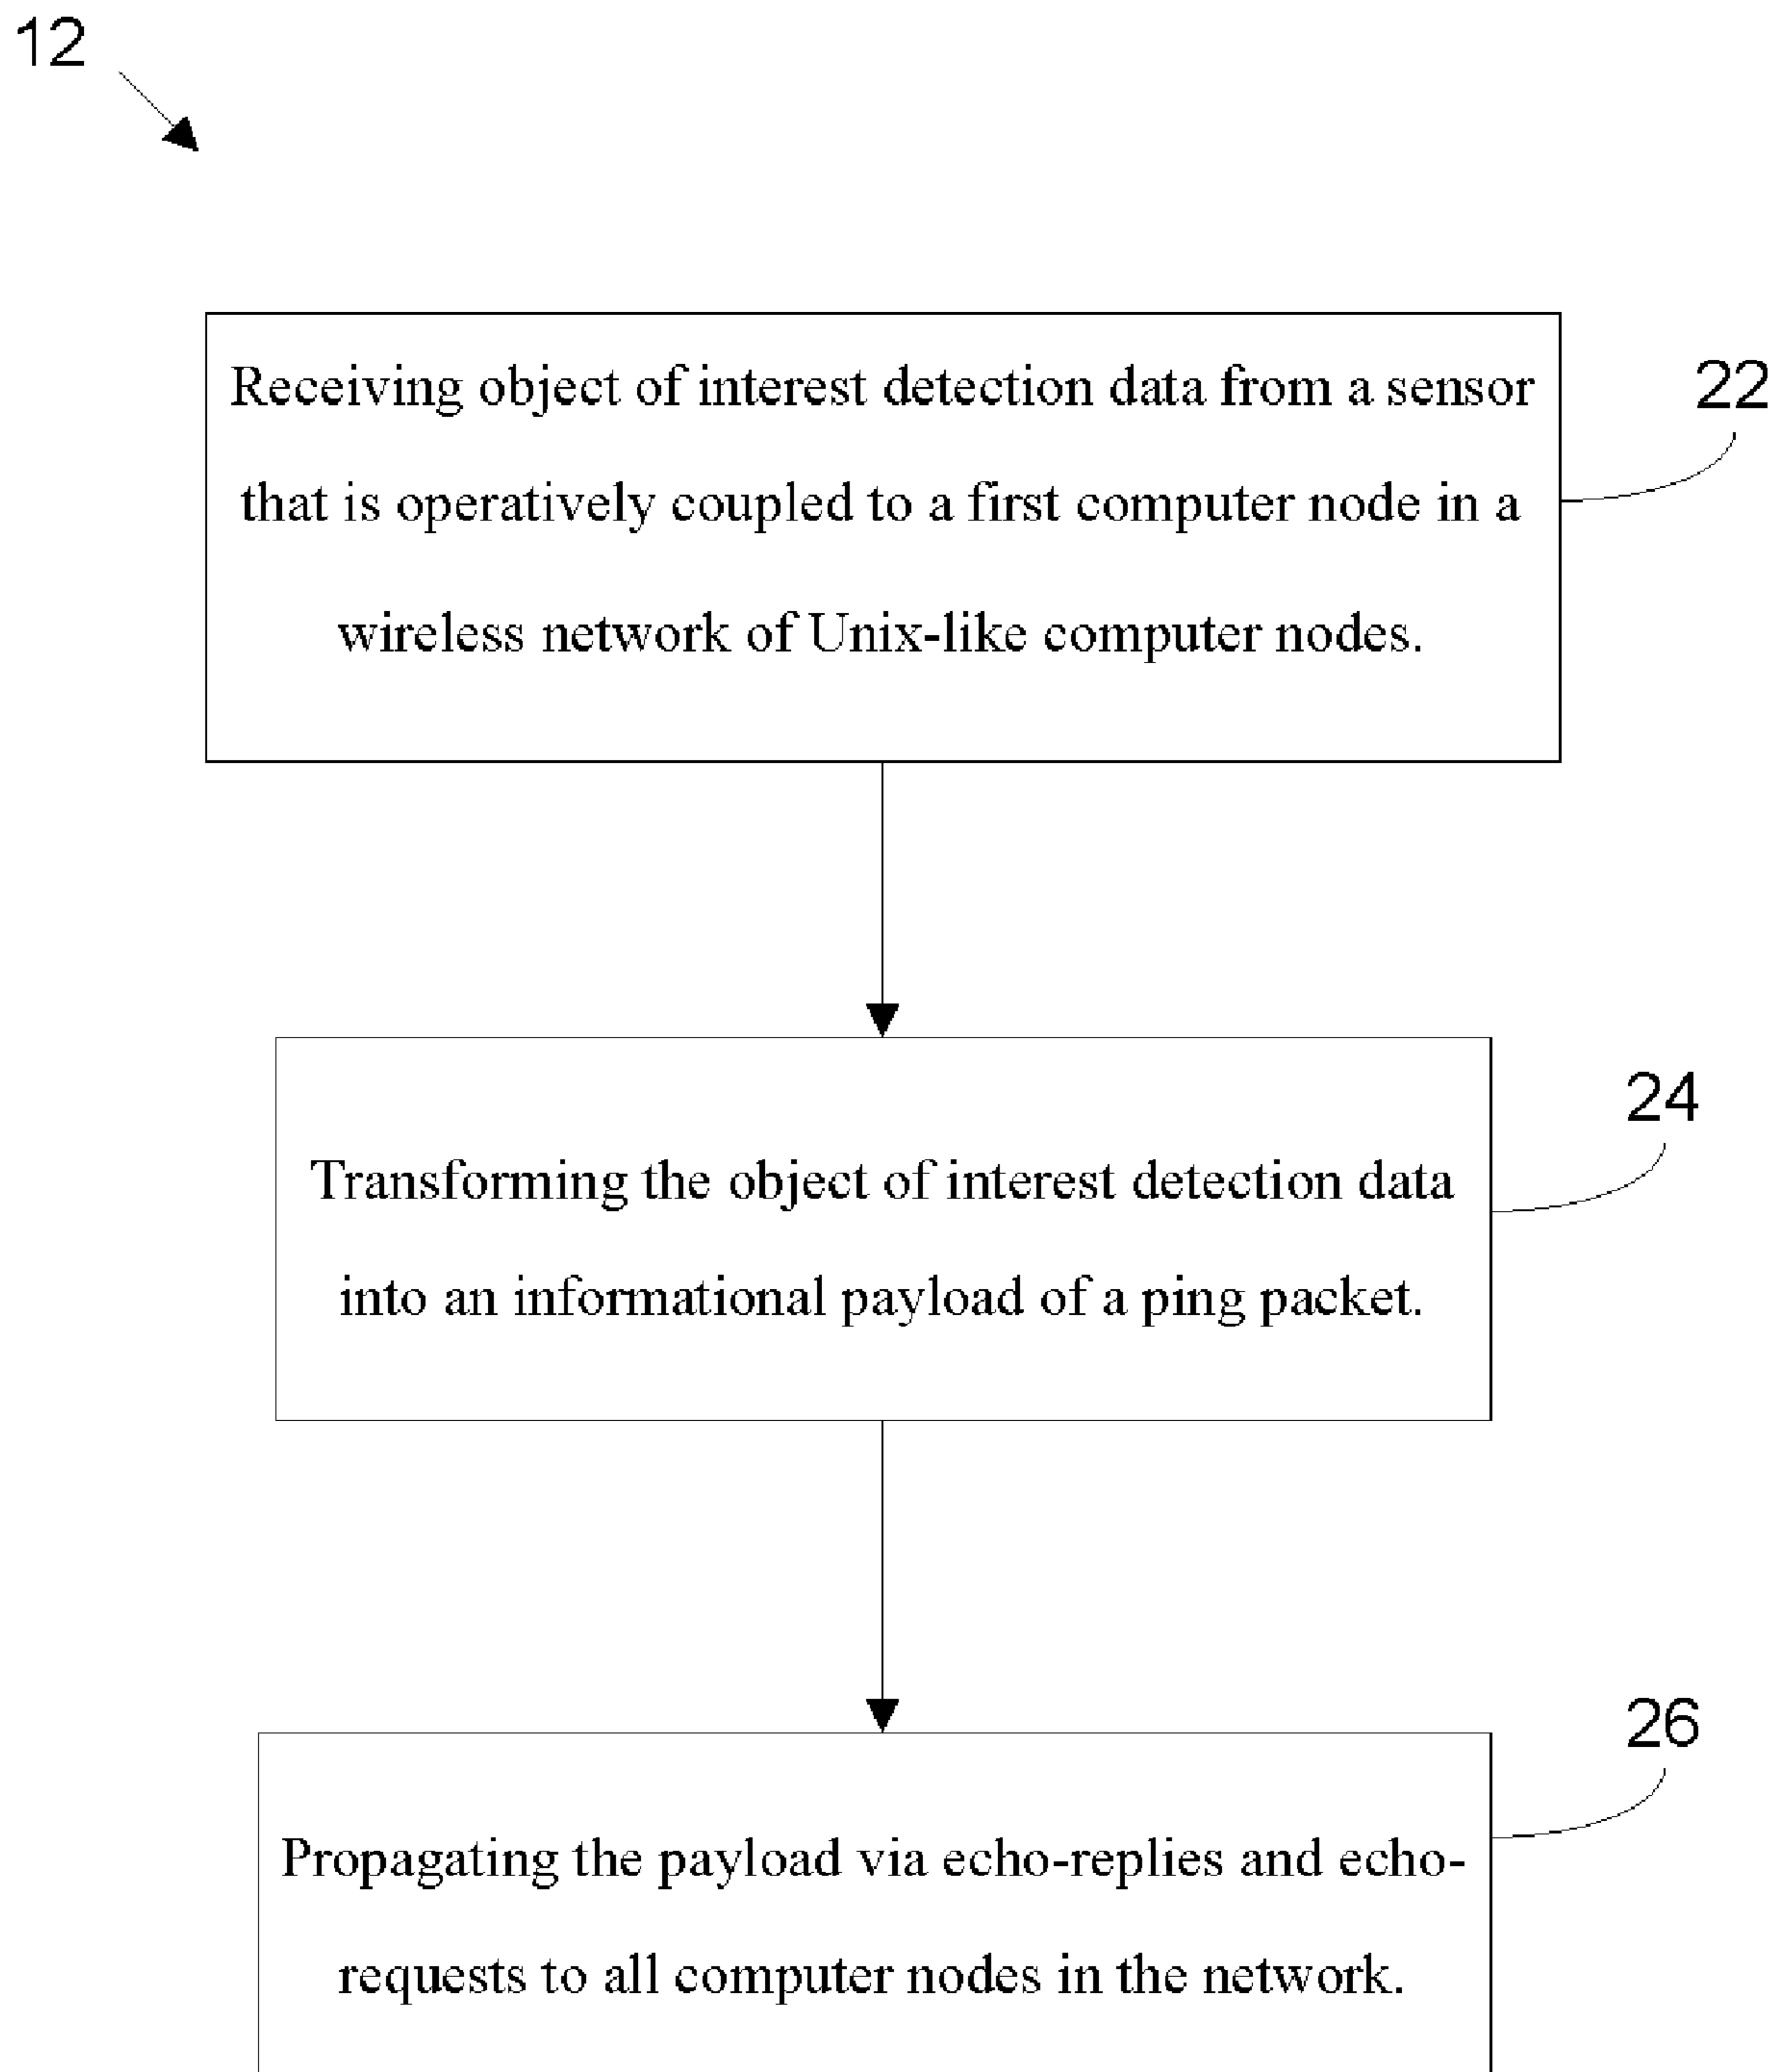 12
Receiving object of interest detection data from a sensor
that is operatively coupled to a first computer node in a
wireless network of Unix-like computer nodes.
22
Transforming the object of interest detection data
into an informational payload of a ping packet.
24
Propagating the payload via echo-replies and echo-
requests to all computer nodes in the network.
26